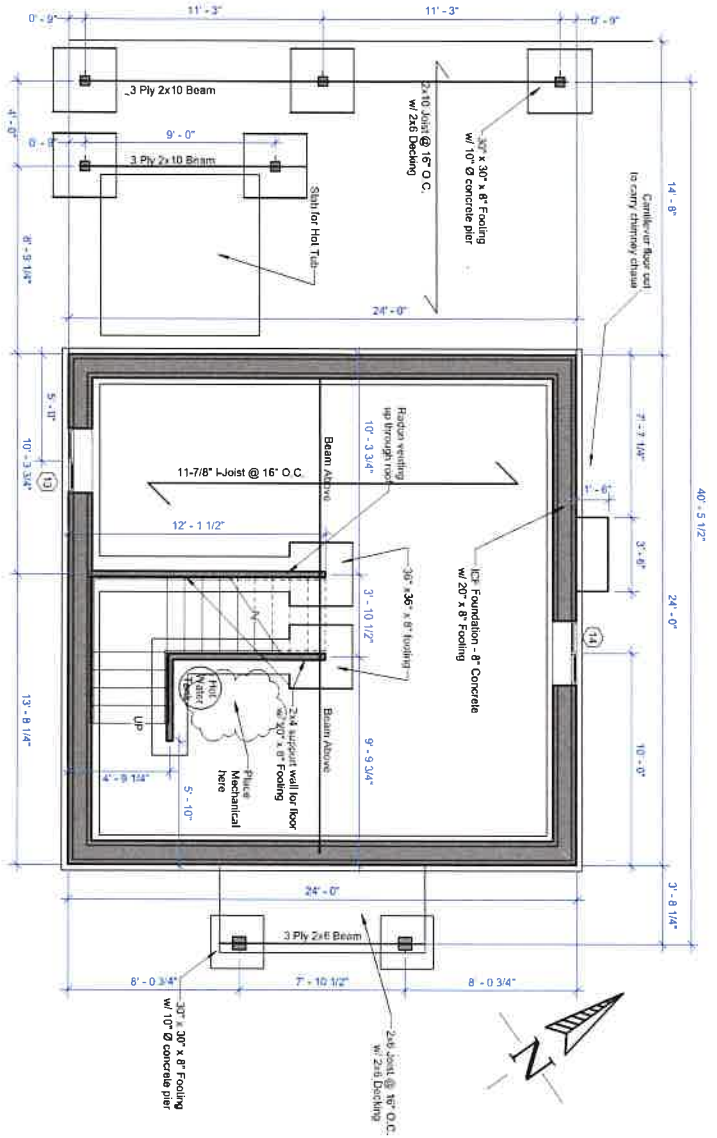 0' - 9"
11' - 3"
11' - 3"
0' - 9"
3 Ply 2x10 Beam
4' - 0"
0' - 9"
9' - 0"
3 Ply 2x10 Beam
2x10 Joist @ 16" O.C.
w/ 2x6 Decking
30" x 30" x 8" Footing
w/ 10" Ø concrete pier
Cantilever floor out
to carry chimney chase
14' - 8"
Slab for Hot Tub
8' - 9 1/4"
24' - 0"
40' - 5 1/2"
5' - 0"
10' - 3 3/4"
13
10' - 3 3/4"
Radon venting
up through roof
Beam Above
11-7/8" I-Joist @ 16" O.C.
7' - 7 1/4"
1' - 6"
3' - 6"
24' - 0"
ICF Foundation - 8" Concrete
w/ 20" x 8" Footing
12' - 1 1/2"
36" x 36" x 8" footing
3' - 10 1/2"
14
Hot
Water
Tank
UP
Beam Above
2x4 support wall for floor
w/ 20" x 8" Footing
Place
Mechanical
here
9' - 9 3/4"
10' - 0"
13' - 8 1/4"
4' - 9 1/4"
5' - 10"
3' - 8 1/4"
24' - 0"
3 Ply 2x6 Beam
8' - 0 3/4"
7' - 10 1/2"
8' - 0 3/4"
30" x 30" x 8" Footing
w/ 10" Ø concrete pier
2x6 Joist @ 16" O.C.
w/ 2x6 Decking
N